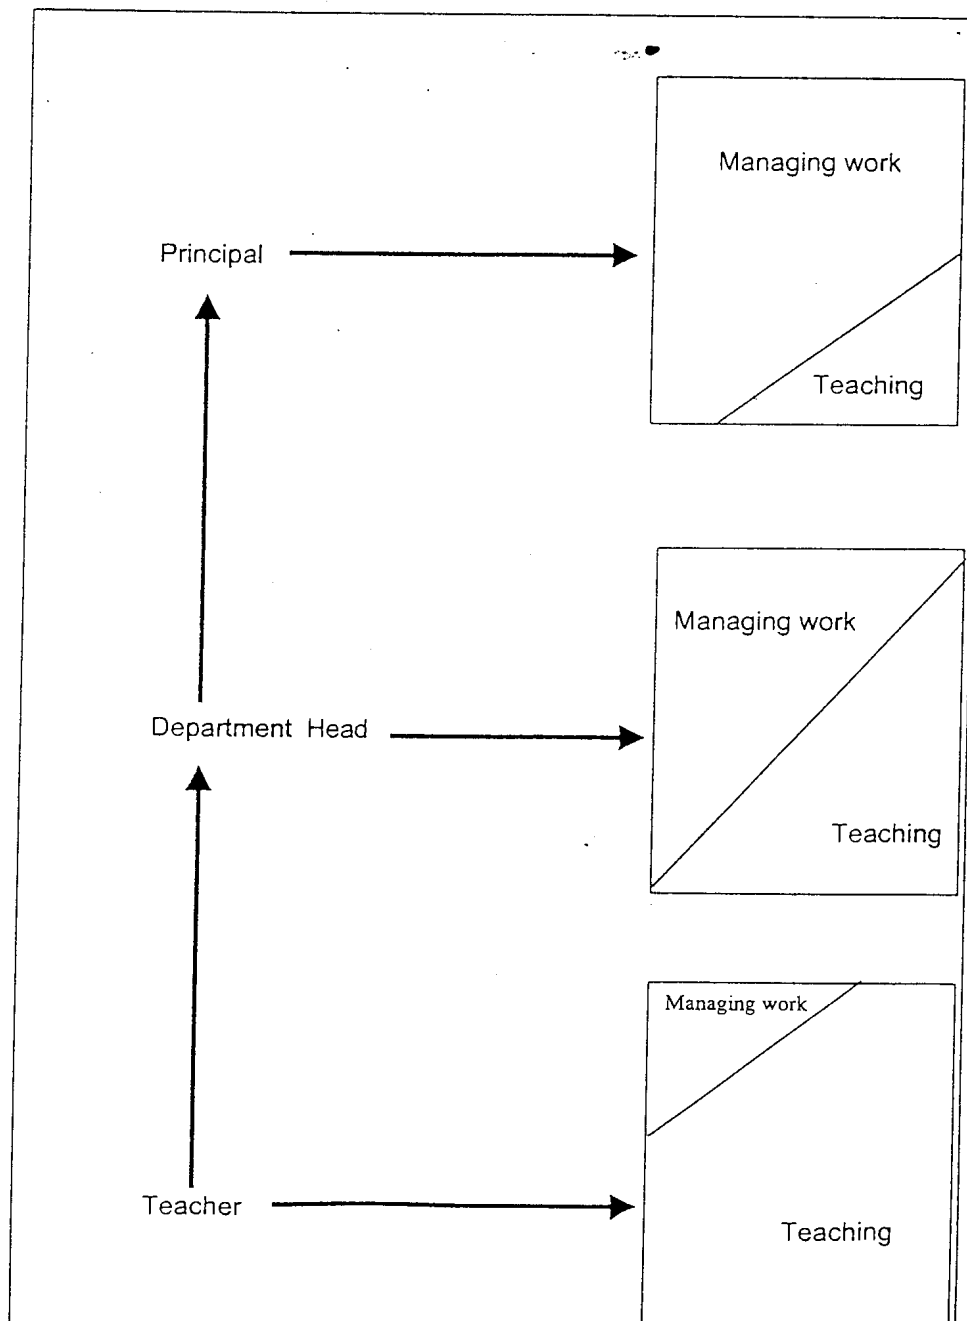 Managing work
Principal
Teaching
Managing work
Department Head
Teaching
Managing work
Teacher
Teaching